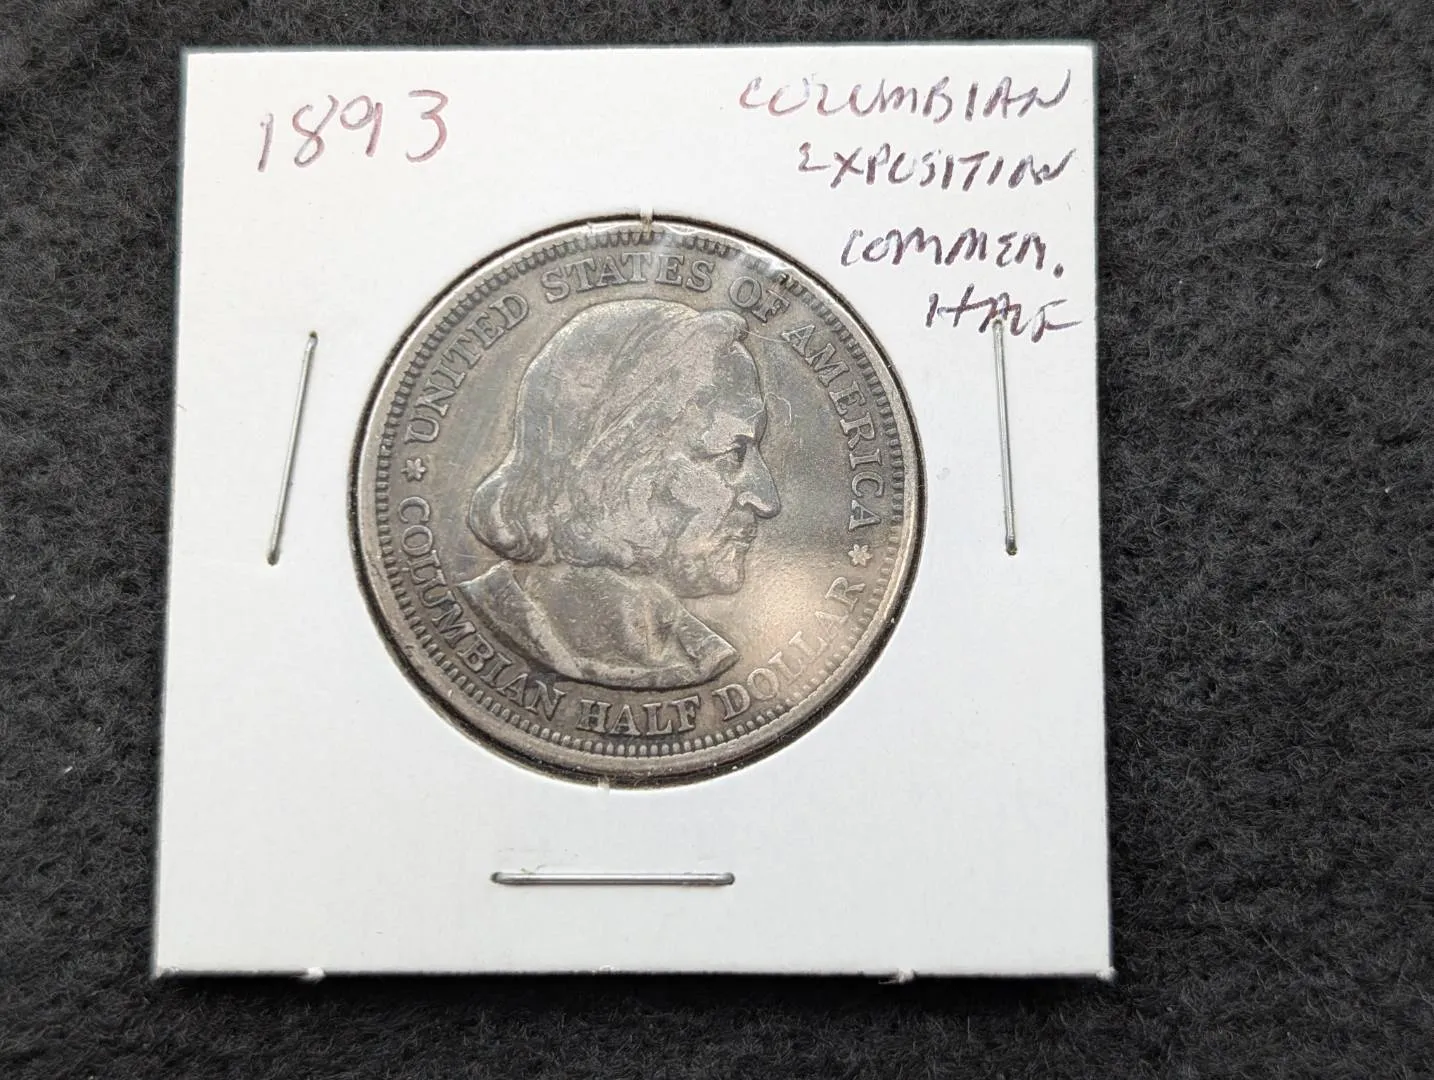 1893
COLUMBIAN
EXPOSITION
COMMEM.
HALF
UNITED STATES OF AMERICA
COLUMBIAN HALF DOLLAR